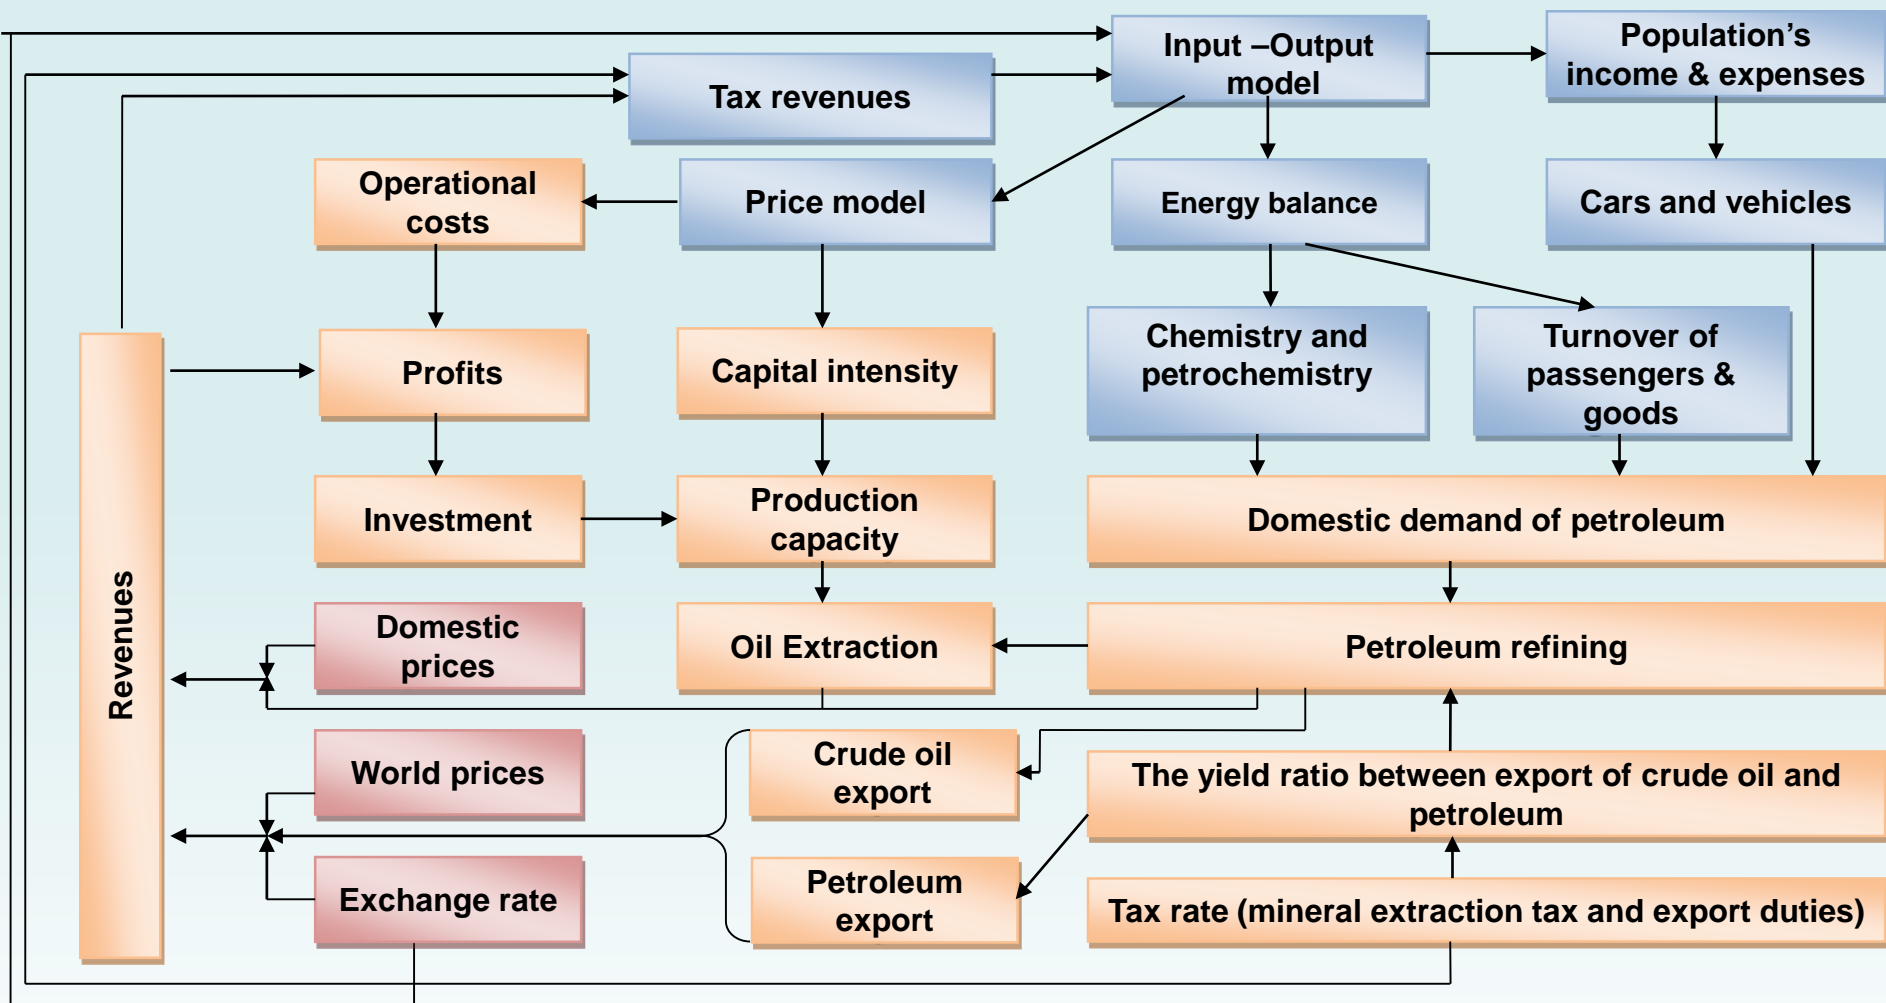 Input –Output
model
Population's
income & expenses
Tax revenues
Operational
costs
Price model
Energy balance
Cars and vehicles
Revenues
Profits
Capital intensity
Chemistry and
petrochemistry
Turnover of
passengers &
goods
Investment
Production
capacity
Domestic demand of petroleum
Domestic
prices
Oil Extraction
Petroleum refining
World prices
Crude oil
export
The yield ratio between export of crude oil and
petroleum
Exchange rate
Petroleum
export
Tax rate (mineral extraction tax and export duties)